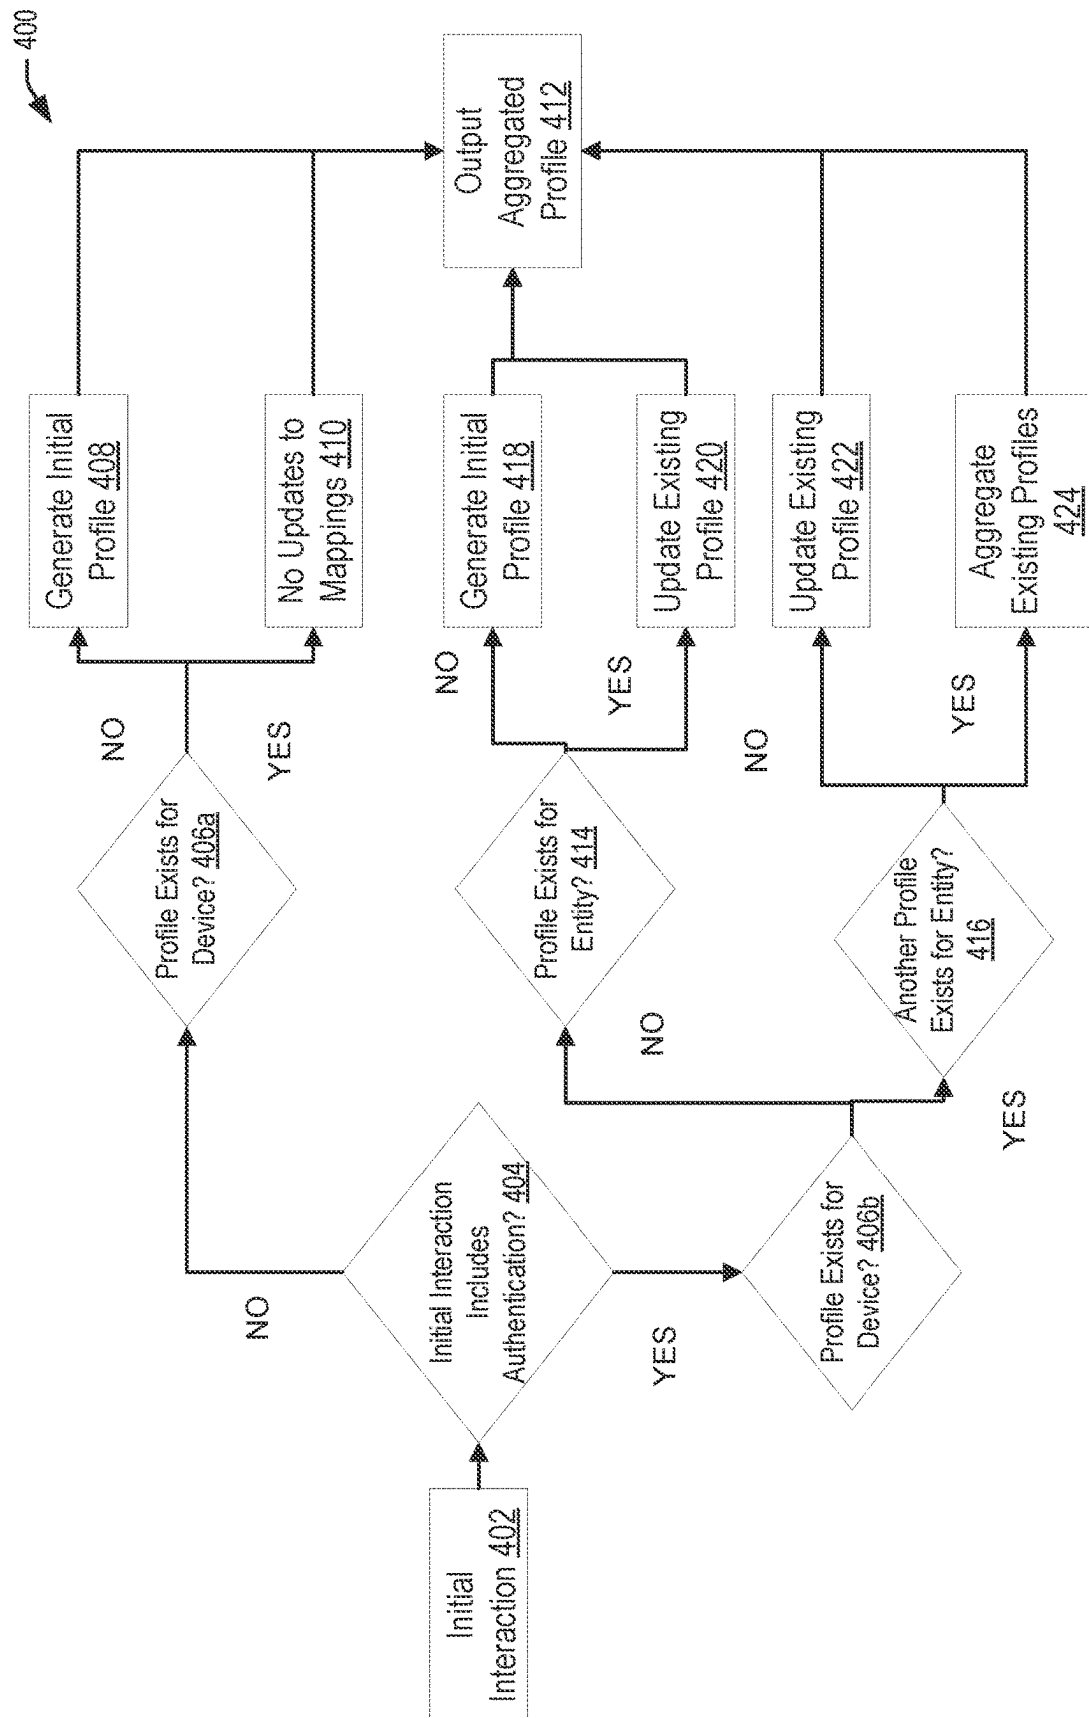 400
Initial
Interaction 402
Initial Interaction
Includes
Authentication? 404
NO
YES
Profile Exists for
Device? 406a
NO
YES
Generate Initial
Profile 408
No Updates to
Mappings 410
Profile Exists for
Device? 406b
NO
YES
Profile Exists for
Entity? 414
NO
YES
Generate Initial
Profile 418
Update Existing
Profile 420
Another Profile
Exists for Entity?
416
NO
YES
Update Existing
Profile 422
Aggregate
Existing Profiles
424
Output
Aggregated
Profile 412